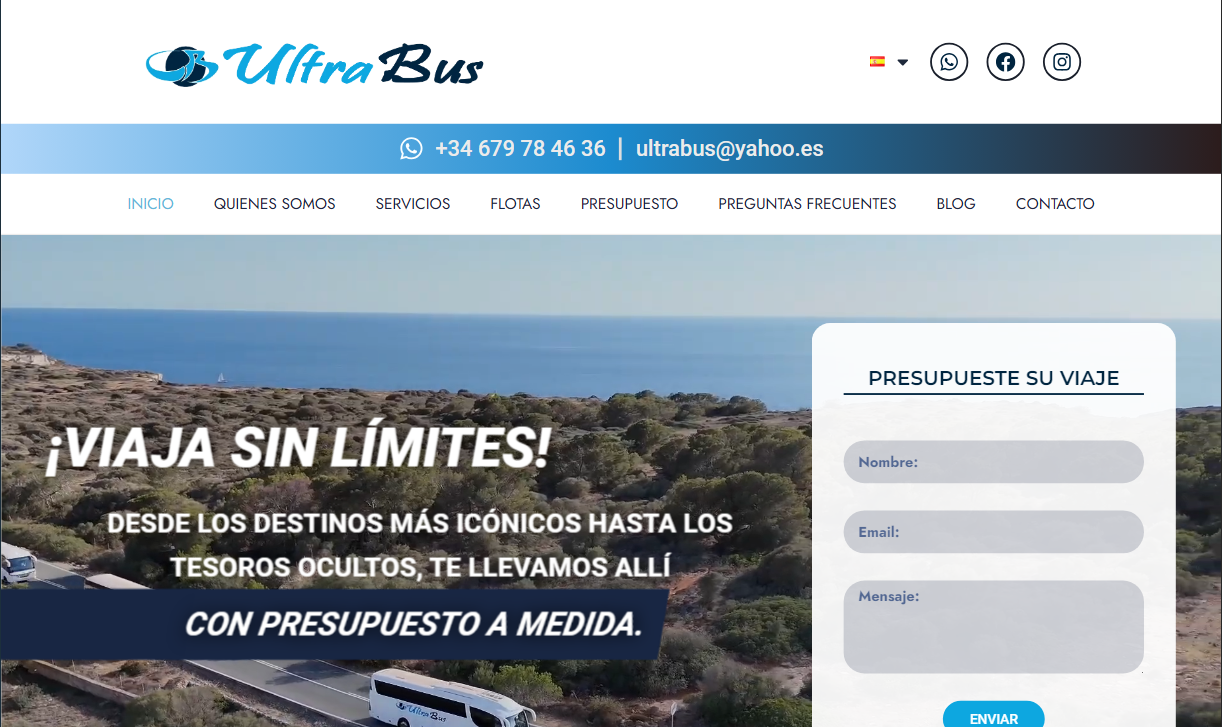 Ultra Bus
+34 679 78 46 36 | ultrabus@yahoo.es
INICIO QUIENES SOMOS SERVICIOS FLOTAS PRESUPUESTO PREGUNTAS FRECUENTES BLOG CONTACTO
¡VIAJA SIN LÍMITES!
DESDE LOS DESTINOS MÁS ICÓNICOS HASTA LOS
TESOROS OCULTOS, TE LLEVAMOS ALLÍ
CON PRESUPUESTO A MEDIDA.
PRESUPUESTE SU VIAJE
Nombre:
Email:
Mensaje:
ENVIAR
Ultra Bus